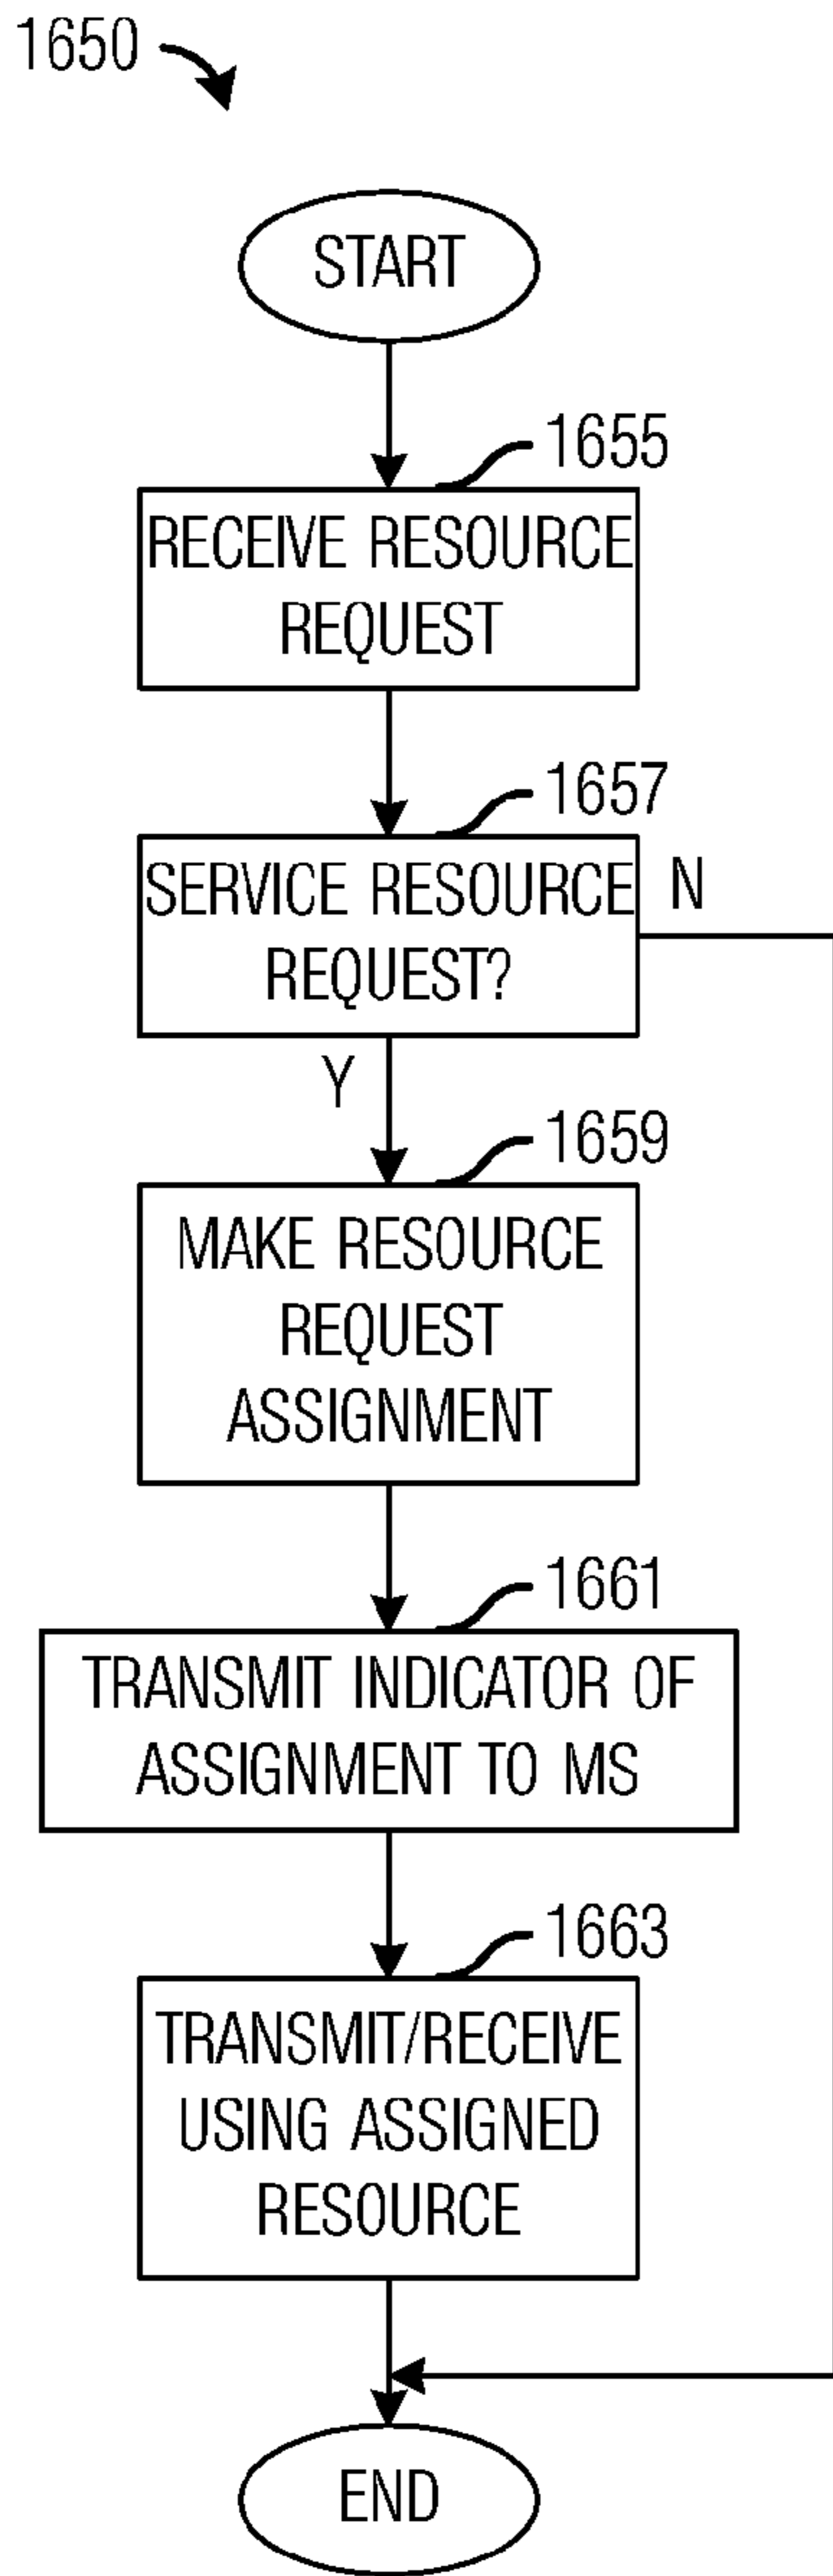 1650
START
1655
RECEIVE RESOURCE
REQUEST
1657
SERVICE RESOURCE
REQUEST?
N
Y
1659
MAKE RESOURCE
REQUEST
ASSIGNMENT
1661
TRANSMIT INDICATOR OF
ASSIGNMENT TO MS
1663
TRANSMIT/RECEIVE
USING ASSIGNED
RESOURCE
END